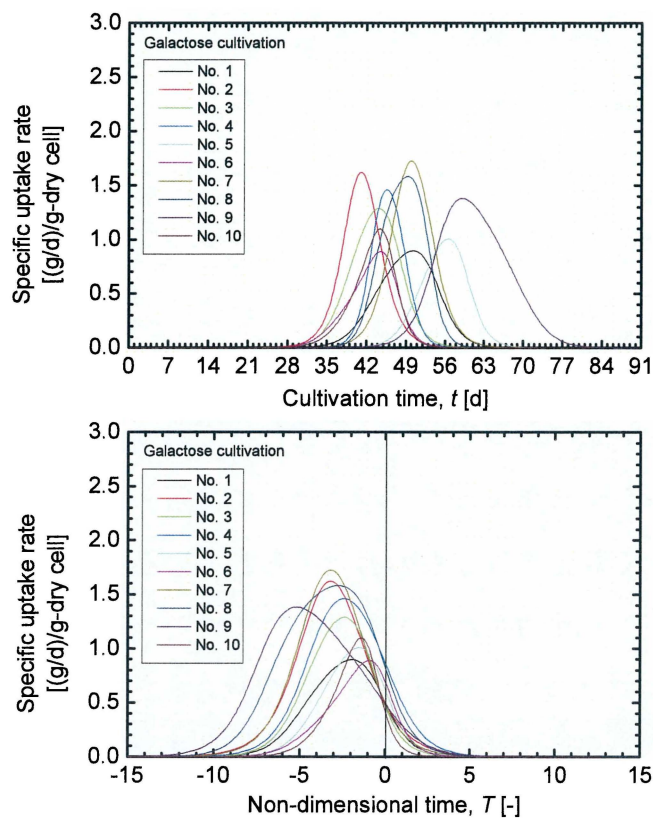 3.0
Galactose cultivation
No. 1
No. 2
No. 3
No. 4
No. 5
No. 6
No. 7
No. 8
No. 9
No. 10
2.5
2.0
1.5
1.0
0.5
0.0
Specific uptake rate
[(g/d)/g-dry cell]
0 7 14 21 28 35 42 49 56 63 70 77 84 91
Cultivation time, t [d]
3.0
Galactose cultivation
No. 1
No. 2
No. 3
No. 4
No. 5
No. 6
No. 7
No. 8
No. 9
No. 10
2.5
2.0
1.5
1.0
0.5
0.0
Specific uptake rate
[(g/d)/g-dry cell]
-15 -10 -5 0 5 10 15
Non-dimensional time, T [-]